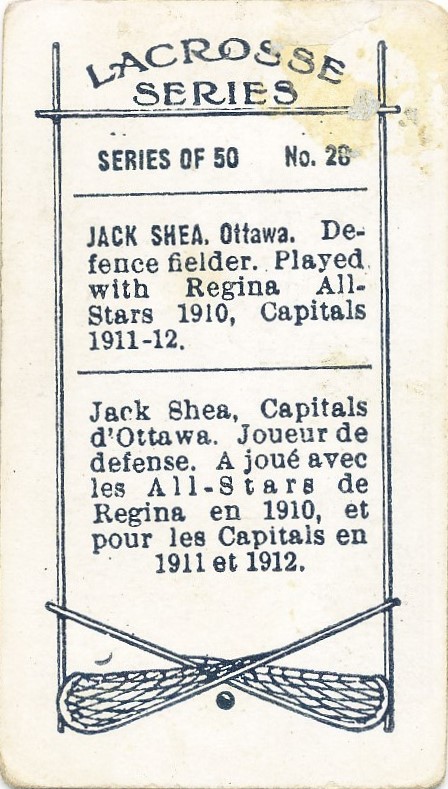 LACROSSE
SERIES
SERIES OF 50 No. 28
JACK SHEA. Ottawa. De-
fence fielder. Played
with Regina All-
Stars 1910, Capitals
1911-12.
Jack Shea, Capitals
d'Ottawa. Joueur de
defense. A joué avec
les All-Stars de
Regina en 1910, et
pour les Capitals en
1911 et 1912.